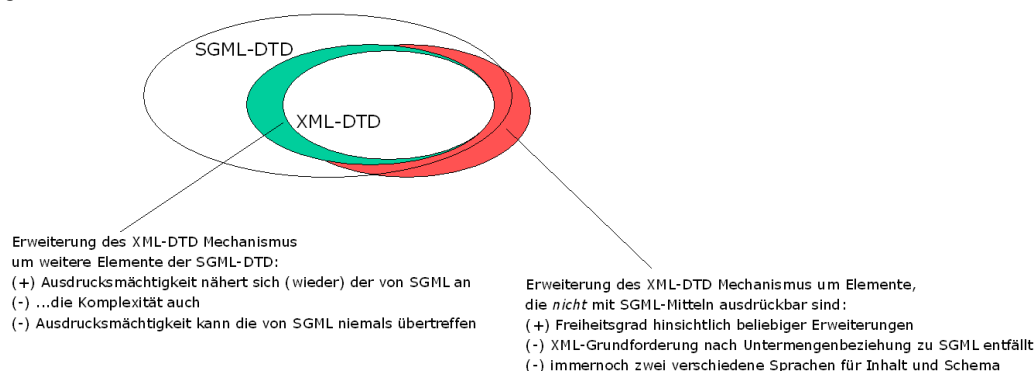 SGML-DTD
XML-DTD
Erweiterung des XML-DTD Mechanismus
um weitere Elemente der SGML-DTD:
(+) Ausdrucksmächtigkeit nähert sich (wieder) der von SGML an
(-) ...die Komplexität auch
(-) Ausdrucksmächtigkeit kann die von SGML niemals übertreffen
Erweiterung des XML-DTD Mechanismus um Elemente,
die nicht mit SGML-Mitteln ausdrückbar sind:
(+) Freiheitsgrad hinsichtlich beliebiger Erweiterungen
(-) XML-Grundforderung nach Untermengenbeziehung zu SGML entfällt
(-) immernoch zwei verschiedene Sprachen für Inhalt und Schema